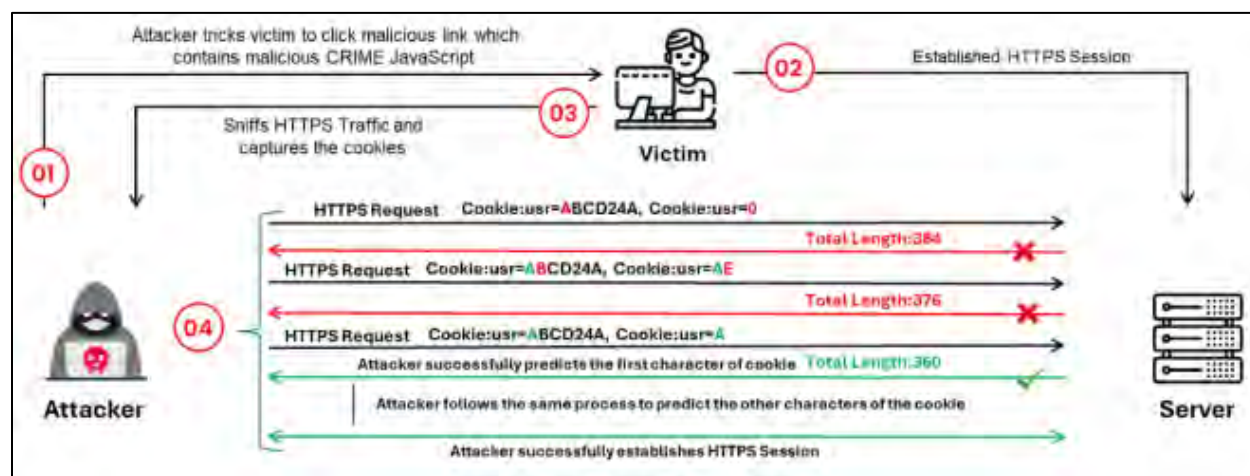 Attacker tricks victim to click malicious link which
contains malicious CRIME JavaScript
02
Established HTTPS Session
03
Sniffs HTTPS Traffic and
captures the cookies
Victim
01
HTTPS Request Cookie:usr=ABCD24A, Cookie:usr=0
Total Length:384
HTTPS Request Cookie:usr=ABCD24A, Cookie:usr=AE
Total Length:376
04
HTTPS Request Cookie:usr=ABCD24A, Cookie:usr=A
Attacker successfully predicts the first character of cookie Total Length:360
Attacker follows the same process to predict the other characters of the cookie
Attacker
Server
Attacker successfully establishes HTTPS Session